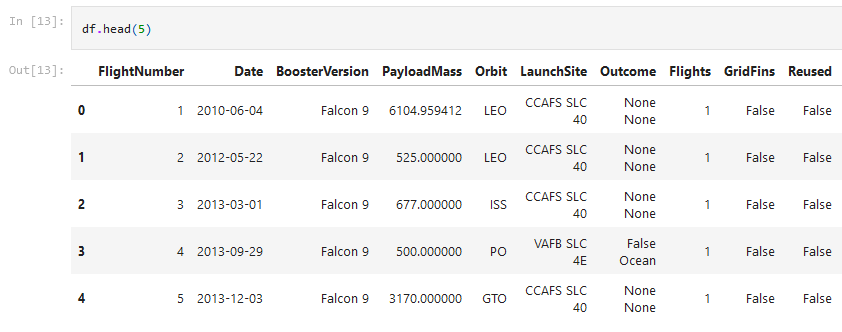 In [13]: df.head(5)
Out[13]:
FlightNumber Date BoosterVersion PayloadMass Orbit LaunchSite Outcome Flights GridFins Reused
0 1 2010-06-04 Falcon 9 6104.959412 LEO CCAFS SLC 40 None None 1 False False
1 2 2012-05-22 Falcon 9 525.000000 LEO CCAFS SLC 40 None None 1 False False
2 3 2013-03-01 Falcon 9 677.000000 ISS CCAFS SLC 40 None None 1 False False
3 4 2013-09-29 Falcon 9 500.000000 PO VAFB SLC 4E False Ocean 1 False False
4 5 2013-12-03 Falcon 9 3170.000000 GTO CCAFS SLC 40 None None 1 False False